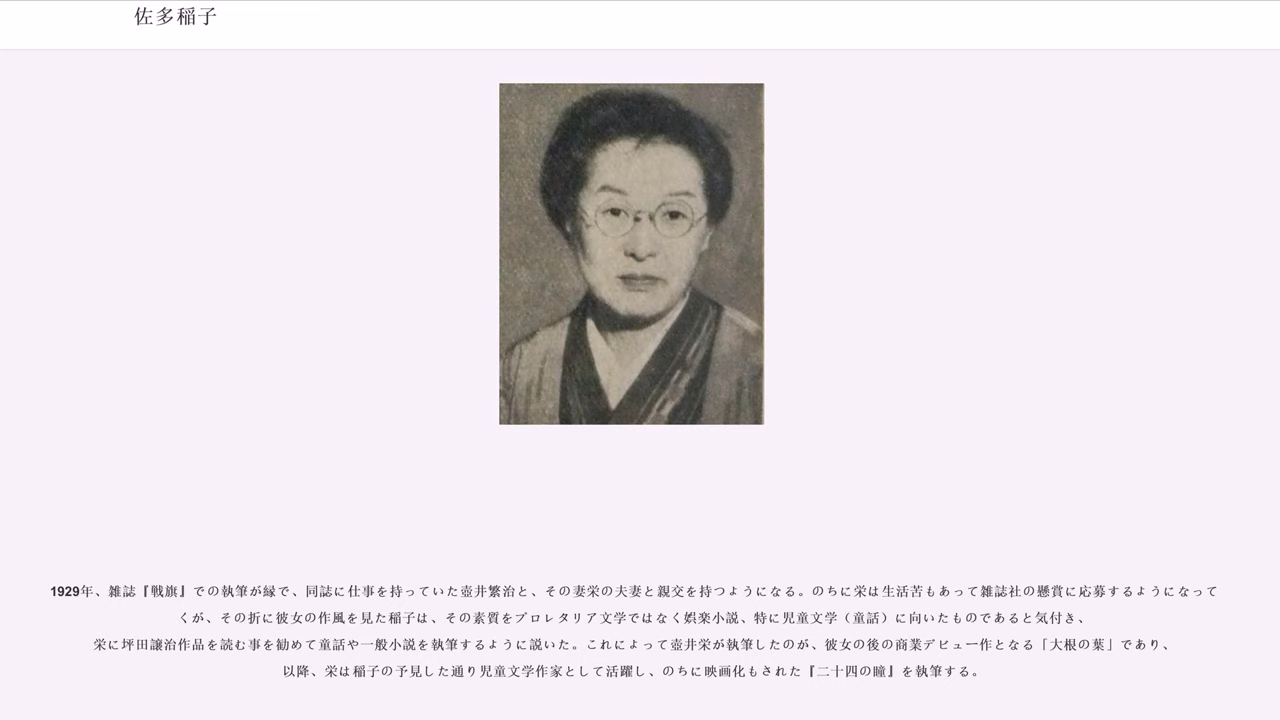 佐多稲子
1929年、雑誌『戦旗』での執筆が縁で、同誌に仕事を持っていた壺井繁治と、その妻栄の夫妻と親交を持つようになる。のちに栄は生活苦もあって雑誌社の懸賞に応募するようになって
くが、その折に彼女の作風を見た稲子は、その素質をプロレタリア文学ではなく娯楽小説、特に児童文学（童話）に向いたものであると気付き、
栄に坪田譲治作品を読む事を勧めて童話や一般小説を執筆するように説いた。これによって壺井栄が執筆したのが、彼女の後の商業デビュー作となる「大根の葉」であり、
以降、栄は稲子の予見した通り児童文学作家として活躍し、のちに映画化もされた『二十四の瞳』を執筆する。